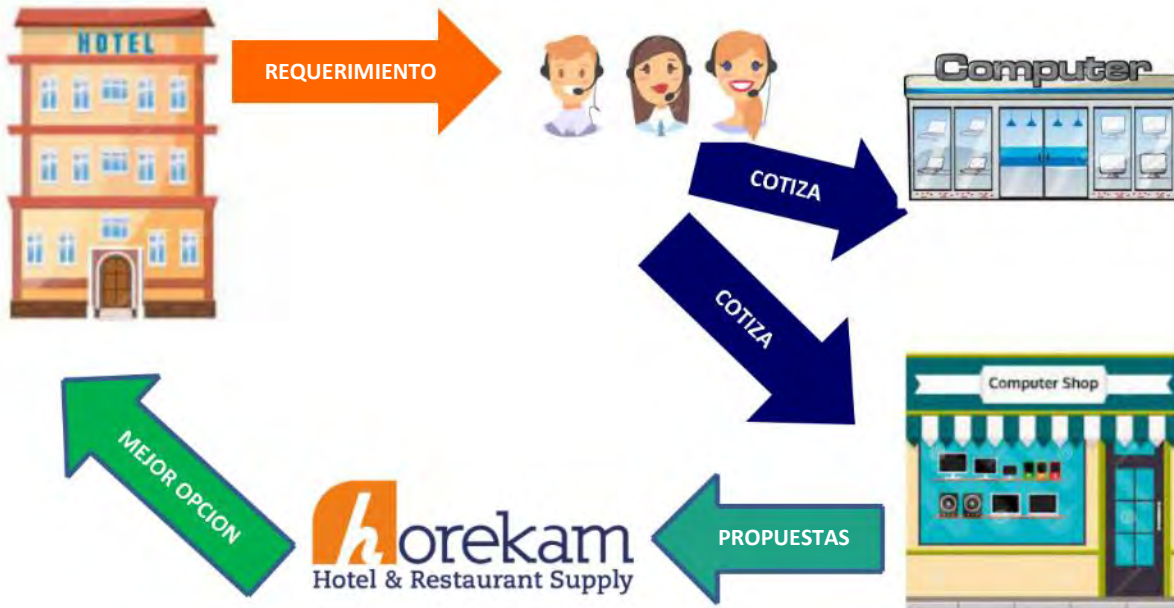 HOTEL
REQUERIMIENTO
Computer
COTIZA
COTIZA
Computer Shop
MEJOR OPCION
horekam
Hotel & Restaurant Supply
PROPUESTAS